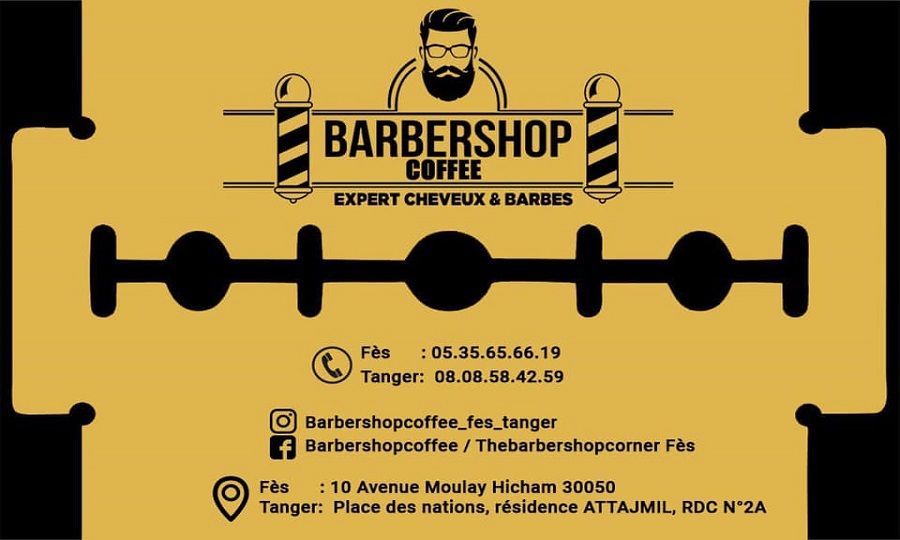 BARBERSHOP
COFFEE
EXPERT CHEVEUX & BARBES
Fès : 05.35.65.66.19
Tanger: 08.08.58.42.59
Barbershopcoffee_fes_tanger
Barbershopcoffee / Thebarbershopcorner Fès
Fès : 10 Avenue Moulay Hicham 30050
Tanger: Place des nations, résidence ATTAJMIL, RDC N°2A